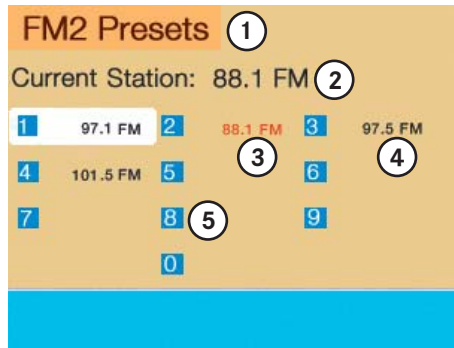 FM2 Presets 1
Current Station: 88.1 FM 2
1 97.1 FM 2 88.1 FM 3 97.5 FM
3 4
4 101.5 FM 5 6
7 8 5 9
0